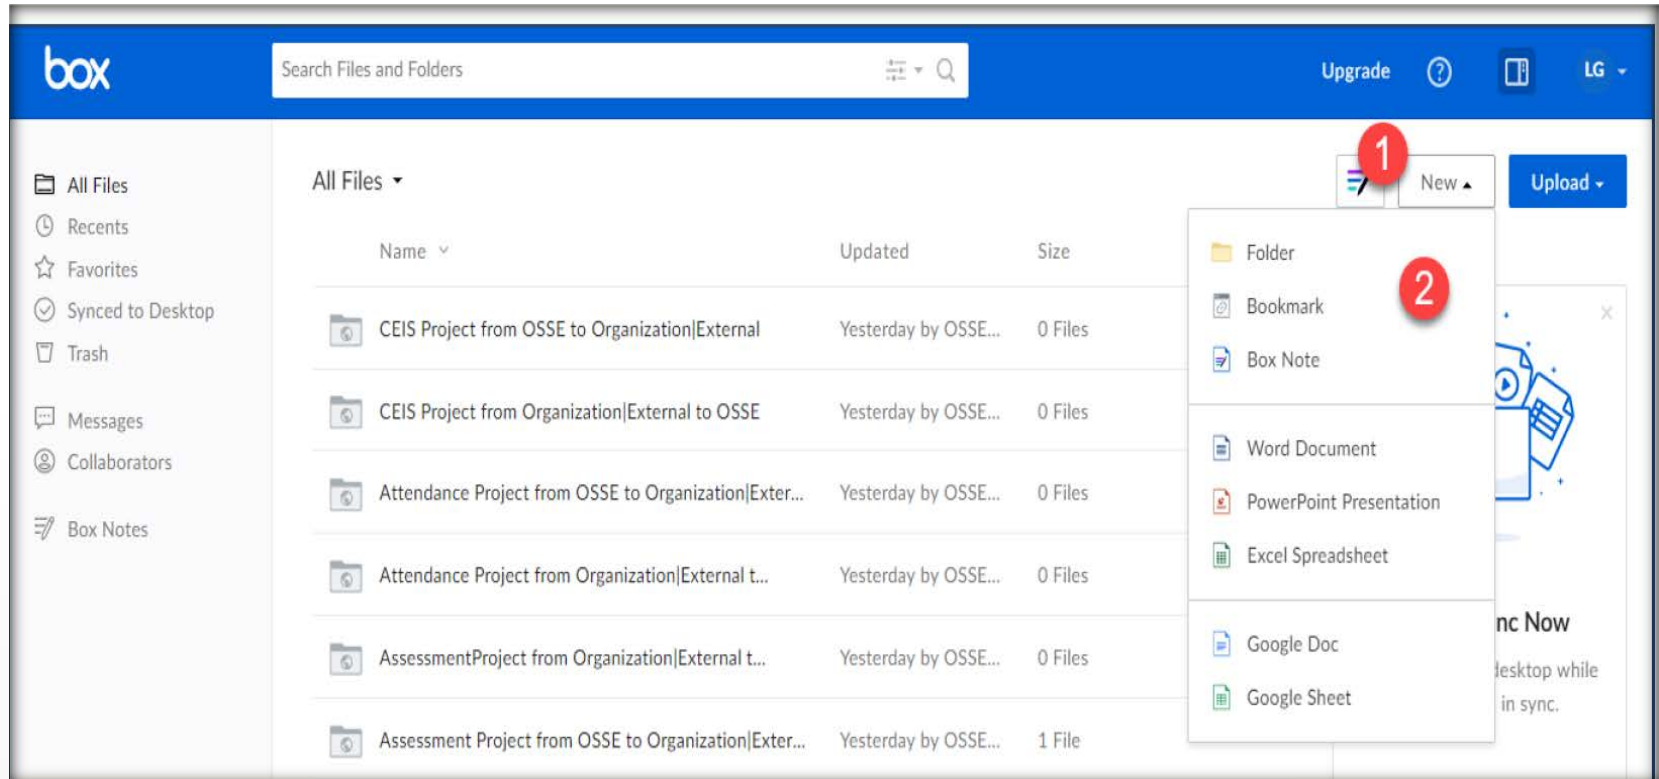 box
Search Files and Folders
Upgrade
LG
All Files
Recents
Favorites
Synced to Desktop
Trash
Messages
Collaborators
Box Notes
All Files
1
New
Upload
Name
Updated
Size
CEIS Project from OSSE to Organization|External Yesterday by OSSE... 0 Files
CEIS Project from Organization|External to OSSE Yesterday by OSSE... 0 Files
Attendance Project from OSSE to Organization|Exter... Yesterday by OSSE... 0 Files
Attendance Project from Organization|External t... Yesterday by OSSE... 0 Files
AssessmentProject from Organization|External t... Yesterday by OSSE... 0 Files
Assessment Project from OSSE to Organization|Exter... Yesterday by OSSE... 1 File
Folder
2
Bookmark
Box Note
Word Document
PowerPoint Presentation
Excel Spreadsheet
Google Doc
Google Sheet
nc Now
desktop while
in sync.